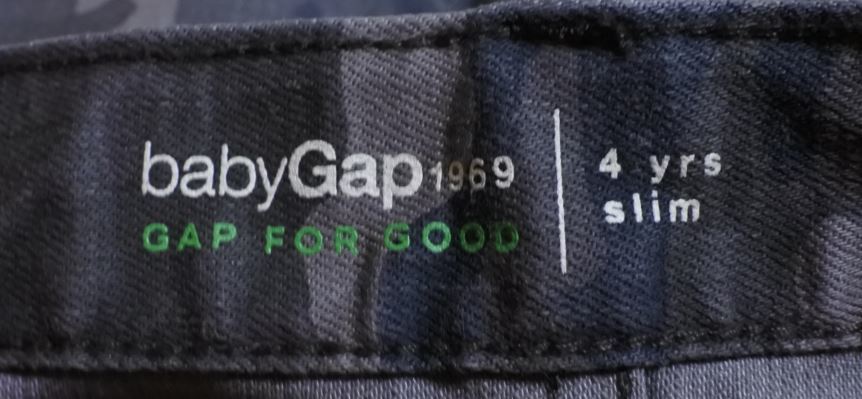 babyGap1969
GAP FOR GOOD
4 yrs
slim